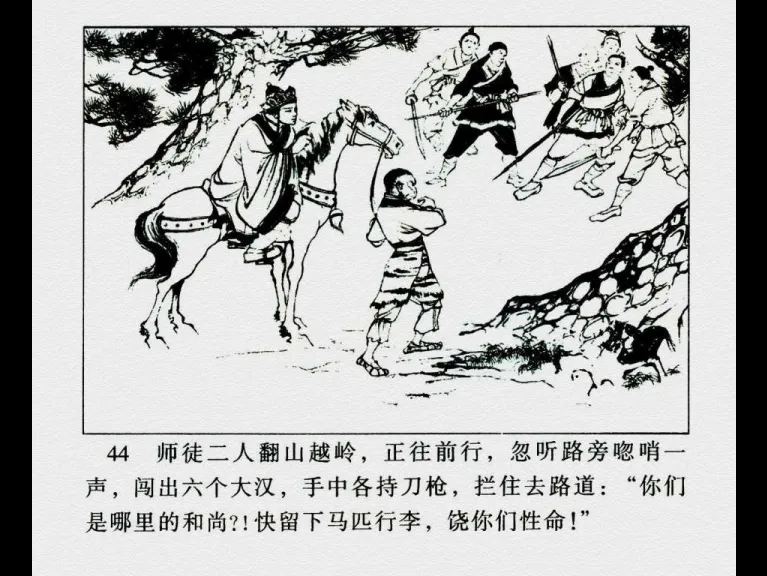 44 师徒二人翻山越岭，正往前行，忽听路旁唿哨一
声，闯出六个大汉，手中各持刀枪，拦住去路道：“你们
是哪里的和尚?!快留下马匹行李，饶你们性命!”